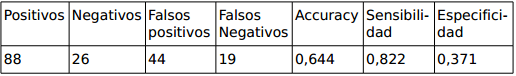 Positivos Negativos Falsos Falsos Accuracy Sensibili- Especifici-
positivos Negativos dad dad
88 26 44 19 0,644 0,822 0,371